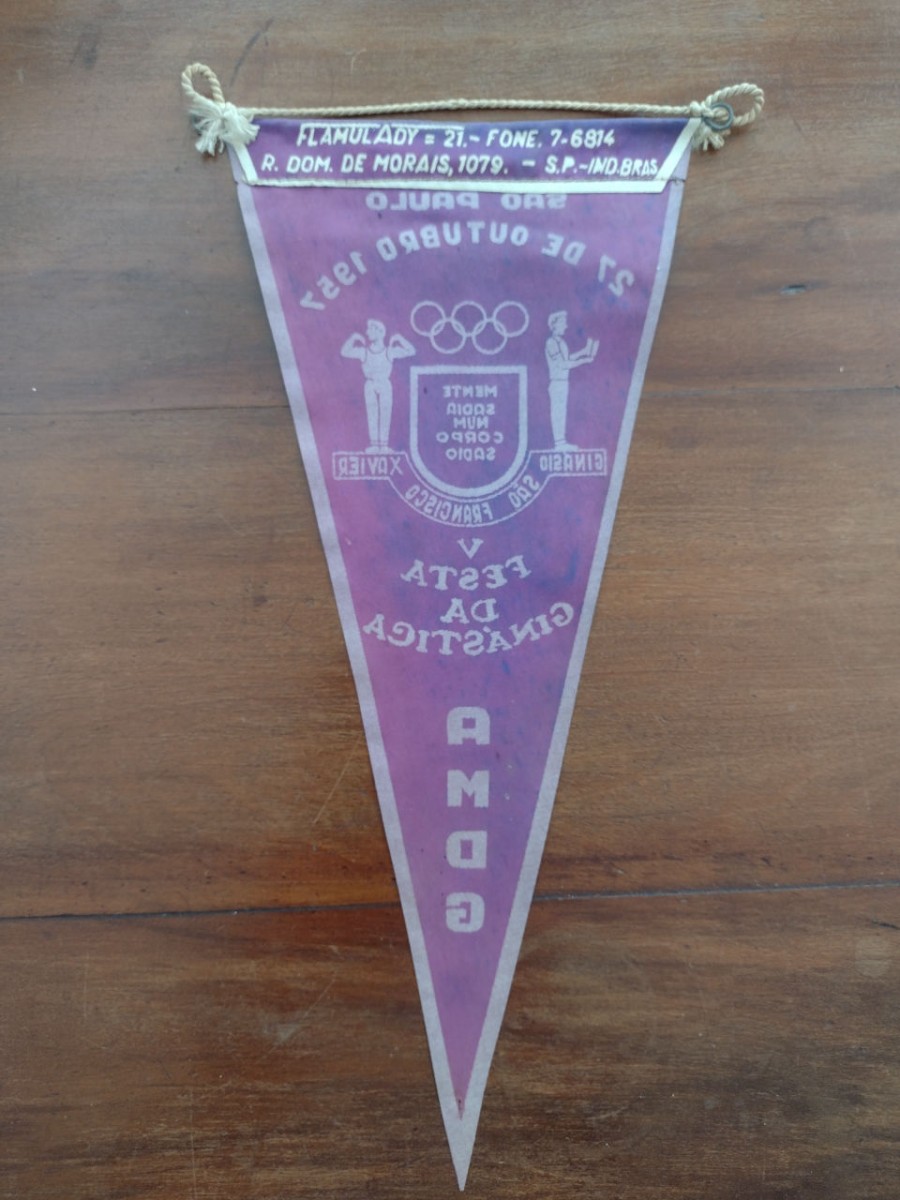 FLAMULADY = 21.- FONE. 7-6814
R. DOM. DE MORAIS, 1079. - S.P.-IND.BRAS.
SÃO PAULO
27 DE OUTUBRO 1957
MENTE
SADIA
NUM
CORPO
SADIO
GINASIO SÃO FRANCISCO XAVIER
V
FESTA
DA
GINÁSTICA
A
M
D
G